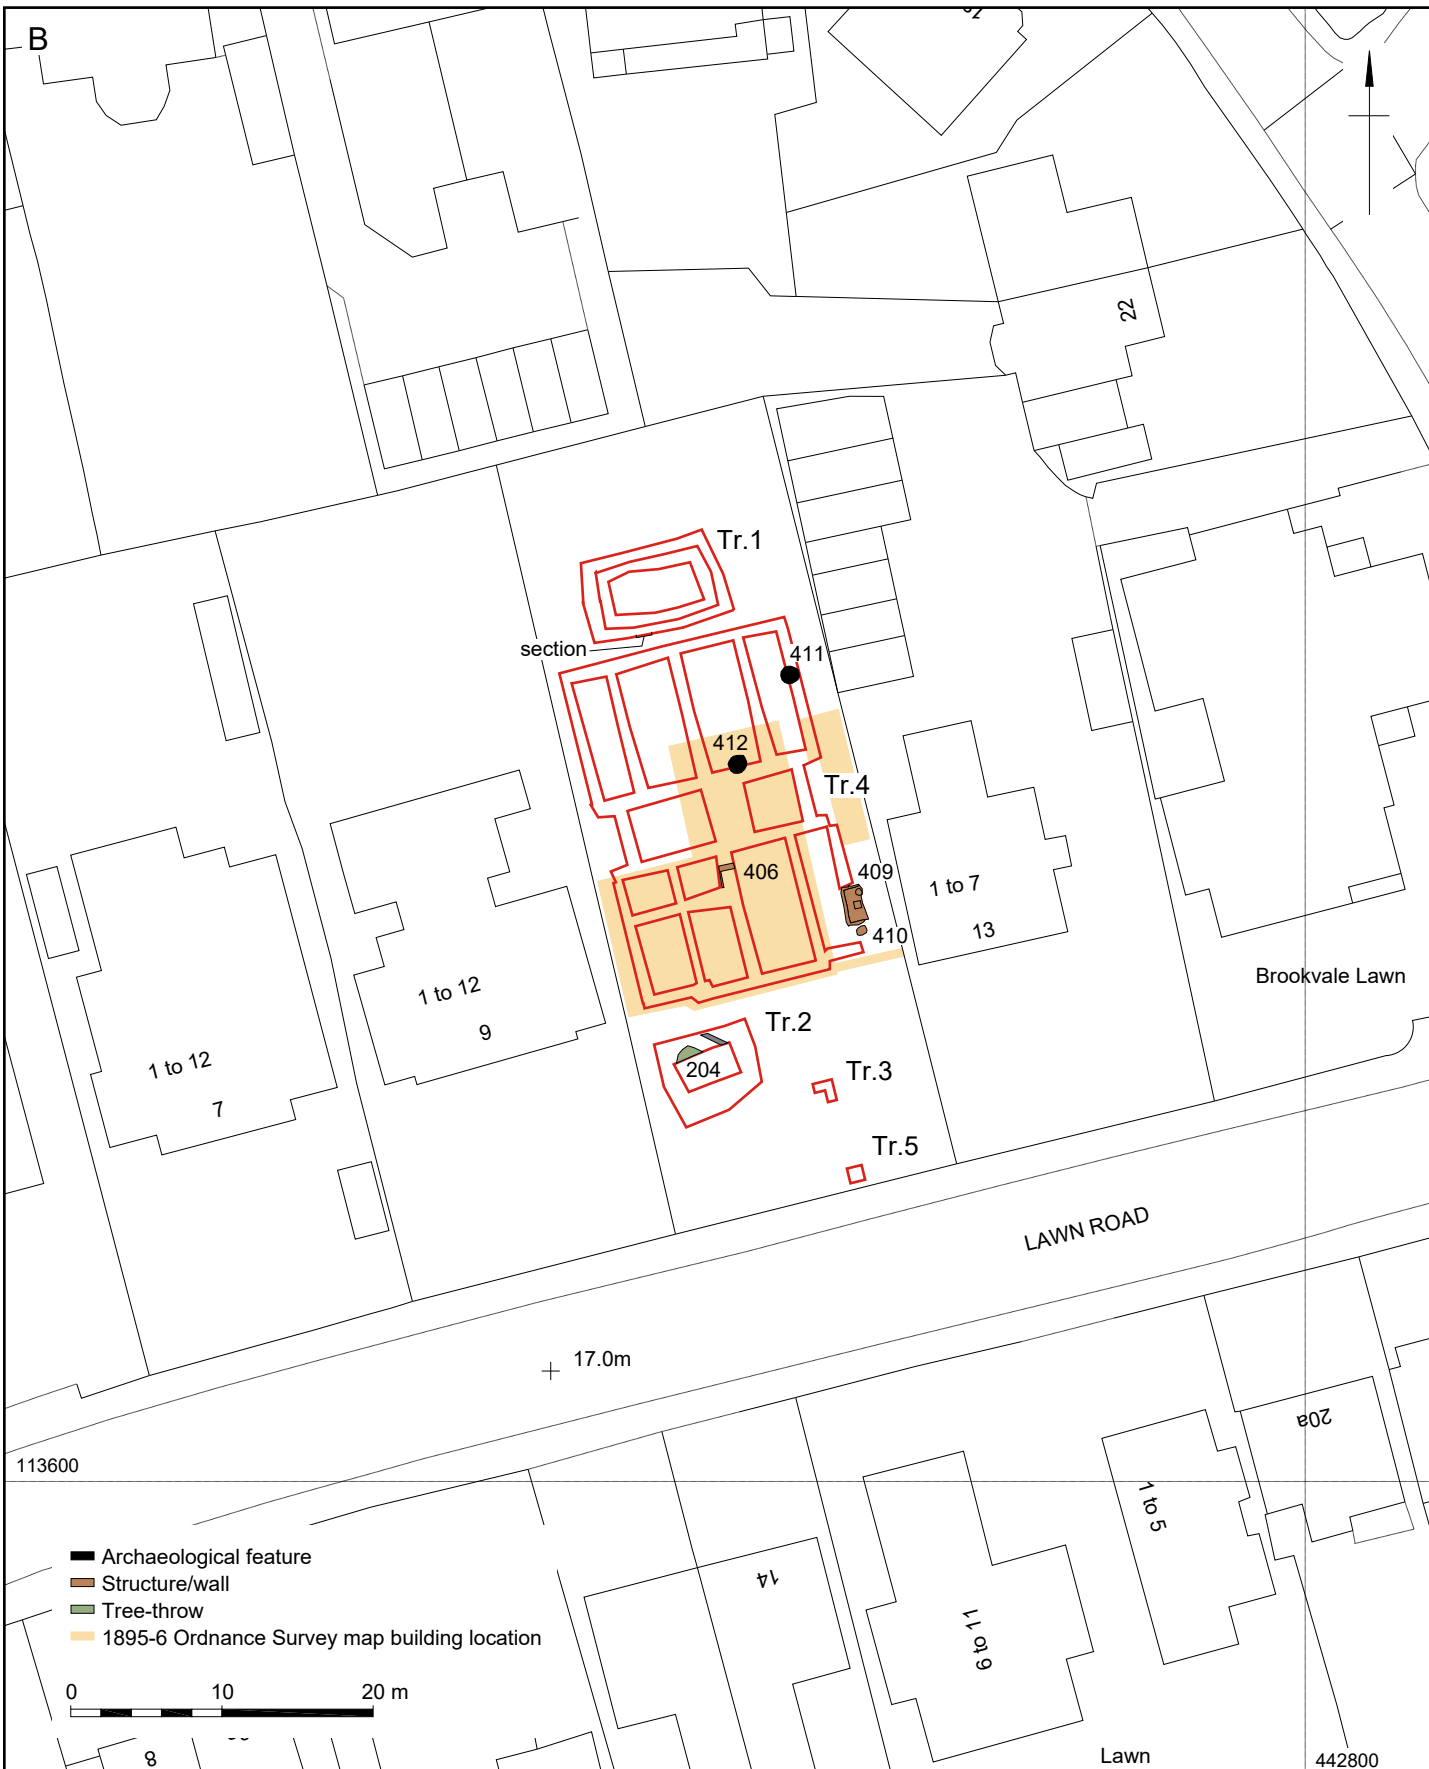 B
22
Tr.1
section
411
412
Tr.4
406
409
1 to 7
410
13
Brookvale Lawn
1 to 12
9
Tr.2
1 to 12
204
Tr.3
7
Tr.5
LAWN ROAD
17.0m
20a
113600
1 to 5
Archaeological feature
14
Structure/wall
Tree-throw
6 to 11
1895-6 Ordnance Survey map building location
0 10 20 m
8
Lawn
442800